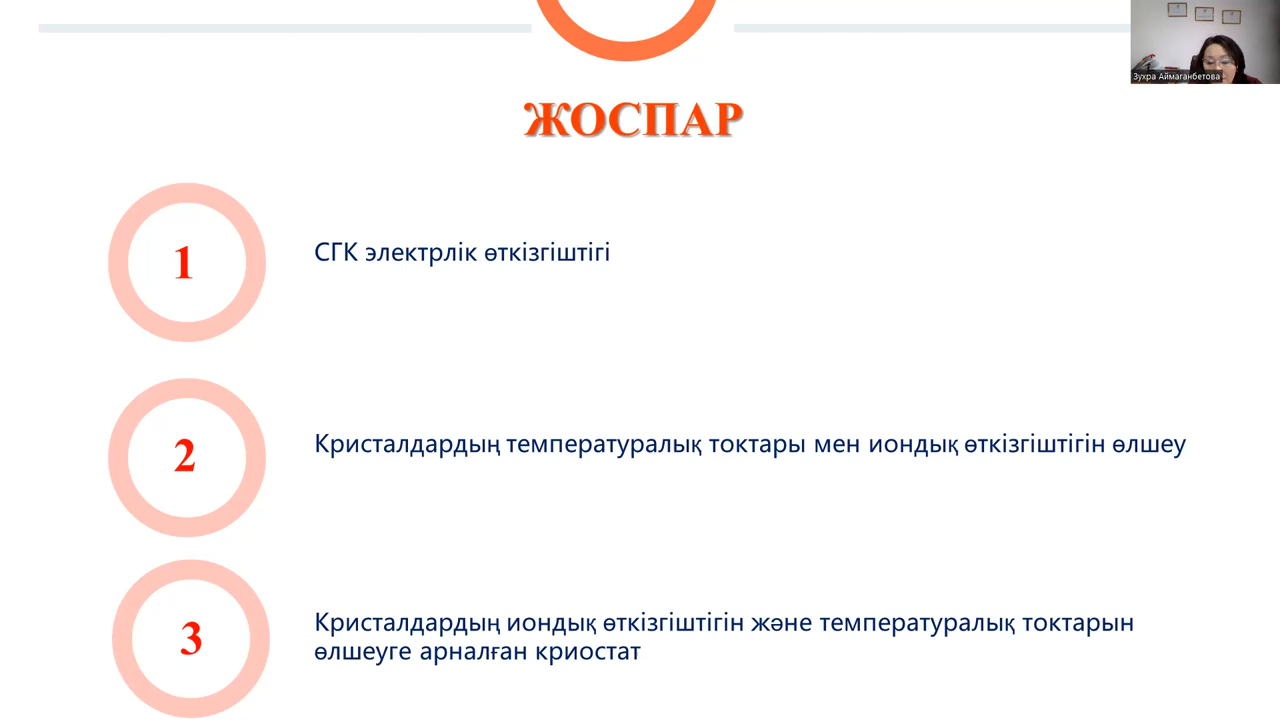 Зухра Аймаганбетова
ЖОСПАР
1
СГК электрлік өткізгіштігі
2
Кристалдардың температуралық токтары мен иондық өткізгіштігін өлшеу
3
Кристалдардың иондық өткізгіштігін және температуралық токтарын
өлшеуге арналған криостат